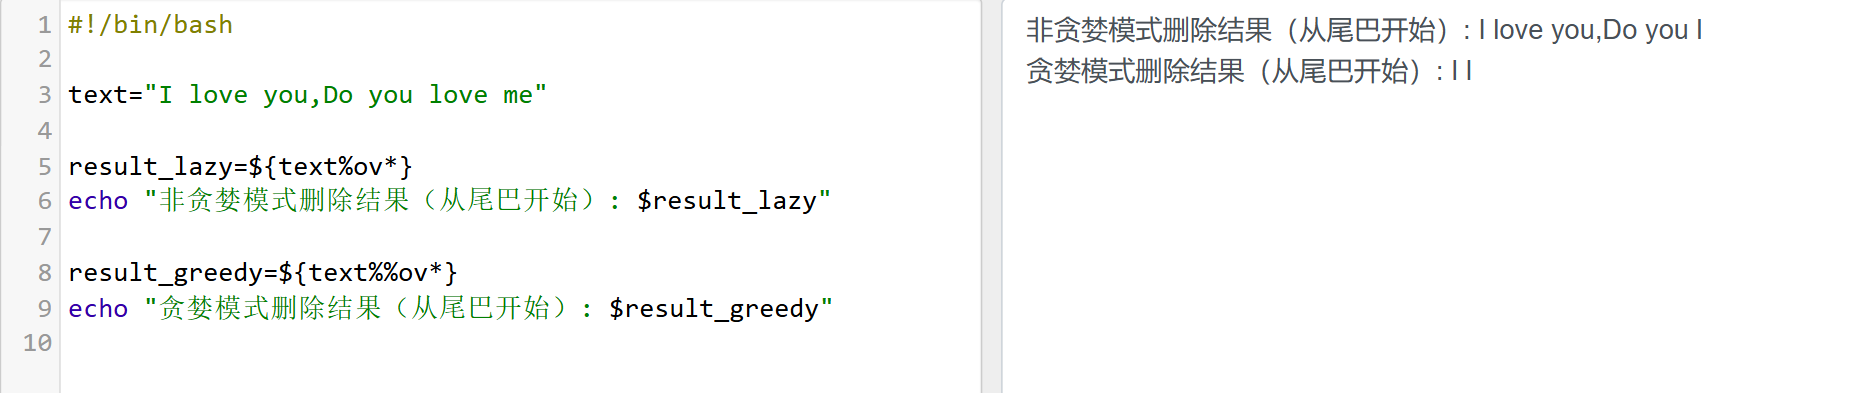 1 #!/bin/bash
2
3 text="I love you,Do you love me"
4
5 result_lazy=${text%ov*}
6 echo "非贪婪模式删除结果（从尾巴开始）: $result_lazy"
7
8 result_greedy=${text%%ov*}
9 echo "贪婪模式删除结果（从尾巴开始）: $result_greedy"
10
非贪婪模式删除结果（从尾巴开始）: I love you,Do you l
贪婪模式删除结果（从尾巴开始）: I l